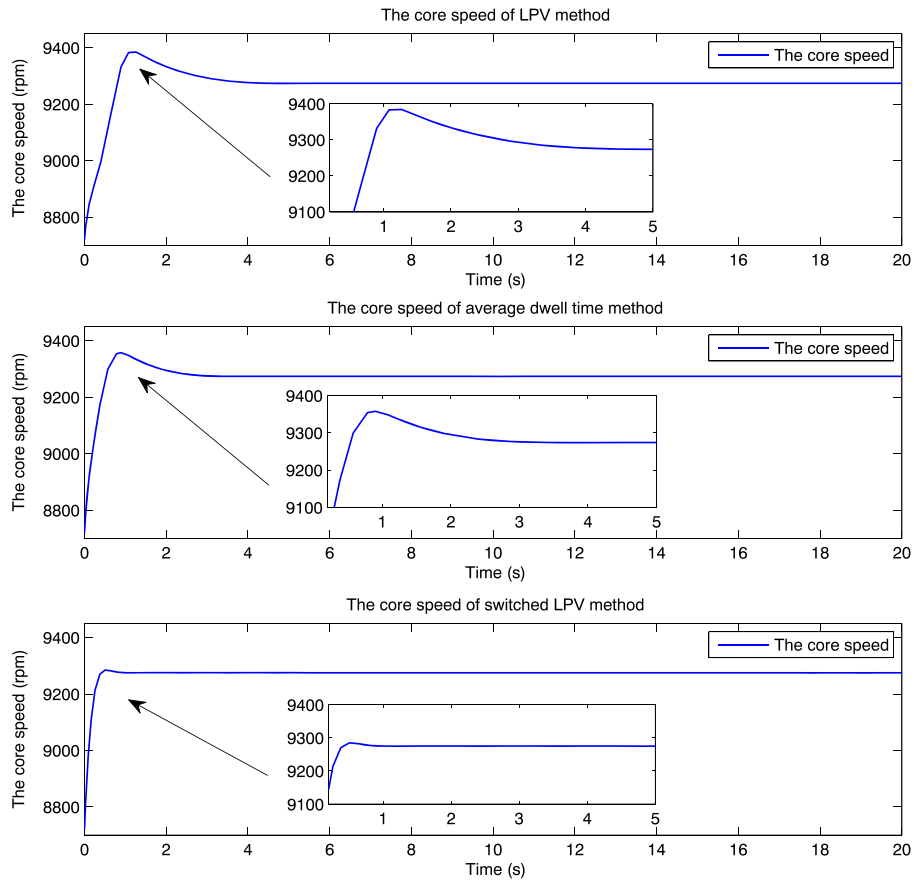 The core speed of LPV method
The core speed (rpm)
9400
9200
9000
8800
The core speed
9400
9300
9200
9100
1 2 3 4 5
0 2 4 6 8 10 12 14 16 18 20
Time (s)
The core speed of average dwell time method
The core speed (rpm)
9400
9200
9000
8800
The core speed
9400
9300
9200
9100
1 2 3 4 5
0 2 4 6 8 10 12 14 16 18 20
Time (s)
The core speed of switched LPV method
The core speed (rpm)
9400
9200
9000
8800
The core speed
9400
9300
9200
9100
1 2 3 4 5
0 2 4 6 8 10 12 14 16 18 20
Time (s)